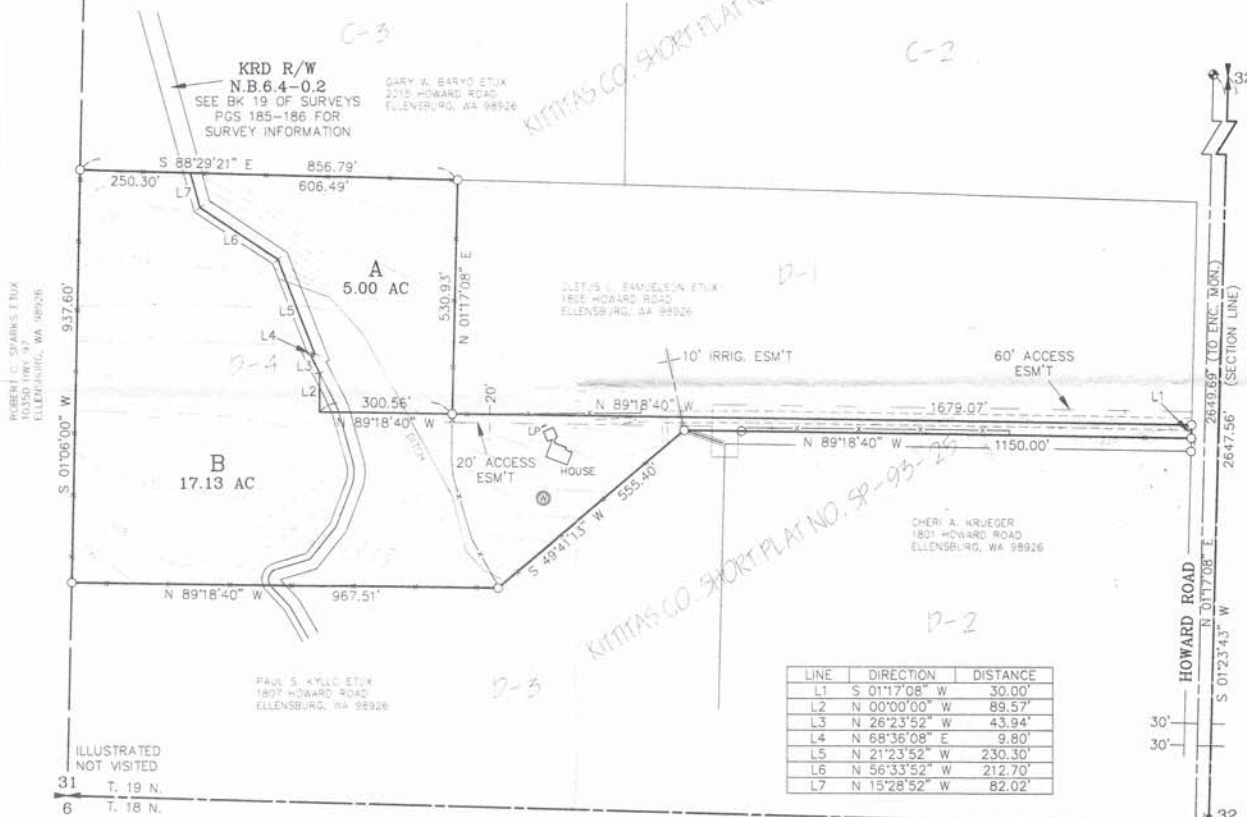 C-3
KITTITAS CO. SHORT PLAT NO.
C-2
32
KRD R/W
N.B.6.4-0.2
SEE BK 19 OF SURVEYS
PGS 185-186 FOR
SURVEY INFORMATION
GARY W. BARYO ETUX
2215 HOWARD ROAD
ELLENSBURG, WA 98926
S 88°29'21" E
856.79'
250.30'
606.49'
L7
L6
A
5.00 AC
530.93'
N 01°17'08" E
L5
L4
L3
L2
D-4
937.60'
S 01°06'00" W
ROBERT C. SPARKS ETUX
10350 HWY 97
ELLENSBURG, WA 98926
D-1
CLETUS L. SAMUELSON ETUX
1805 HOWARD ROAD
ELLENSBURG, WA 98926
10' IRRIG. ESM'T
60' ACCESS
ESM'T
L1
2649.69' (TO ENC. MON.)
2647.56' (SECTION LINE)
300.56'
N 89°18'40" W
20'
N 89°18'40" W
1679.07'
N 89°18'40" W
1150.00'
DITCH
20' ACCESS
ESM'T
LP
HOUSE
W
B
17.13 AC
555.40'
S 49°41'13" W
KITTITAS CO. SHORT PLAT NO. SP-93-25
CHERI A. KRUEGER
1801 HOWARD ROAD
ELLENSBURG, WA 98926
N 89°18'40" W
967.51'
D-2
HOWARD ROAD
N 01°17'08" E
S 01°23'43" W
PAUL S. KYLLO ETUX
1807 HOWARD ROAD
ELLENSBURG, WA 98926
D-3
LINE DIRECTION DISTANCE
L1 S 01°17'08" W 30.00'
L2 N 00°00'00" W 89.57'
L3 N 26°23'52" W 43.94'
L4 N 68°36'08" E 9.80'
L5 N 21°23'52" W 230.30'
L6 N 56°33'52" W 212.70'
L7 N 15°28'52" W 82.02'
30'
30'
ILLUSTRATED
NOT VISITED
31
T. 19 N.
6
T. 18 N.
32